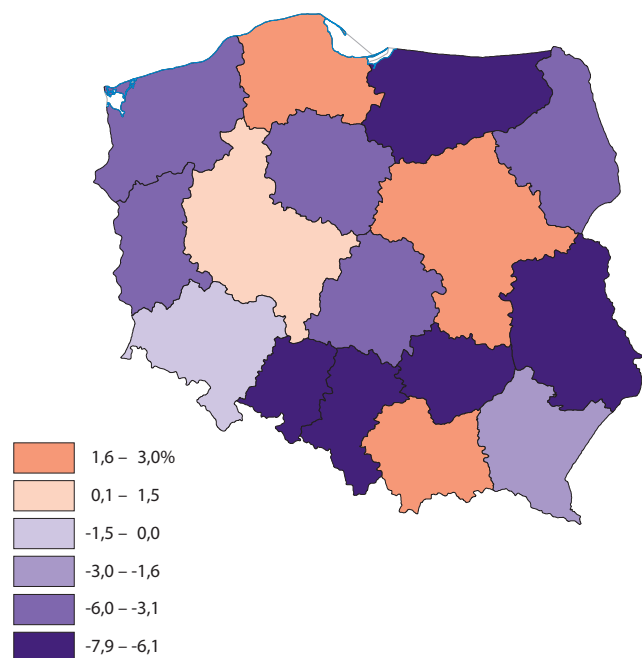 1,6 – 3,0%
0,1 – 1,5
-1,5 – 0,0
-3,0 – -1,6
-6,0 – -3,1
-7,9 – -6,1